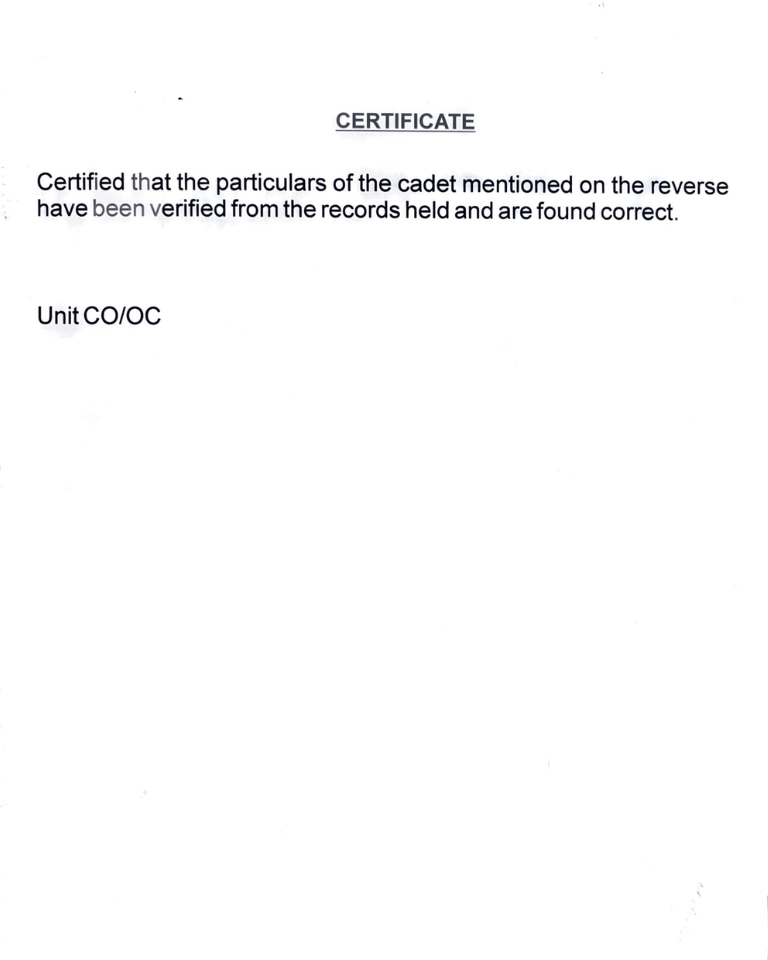 CERTIFICATE
Certified that the particulars of the cadet mentioned on the reverse
have been verified from the records held and are found correct.
Unit CO/OC